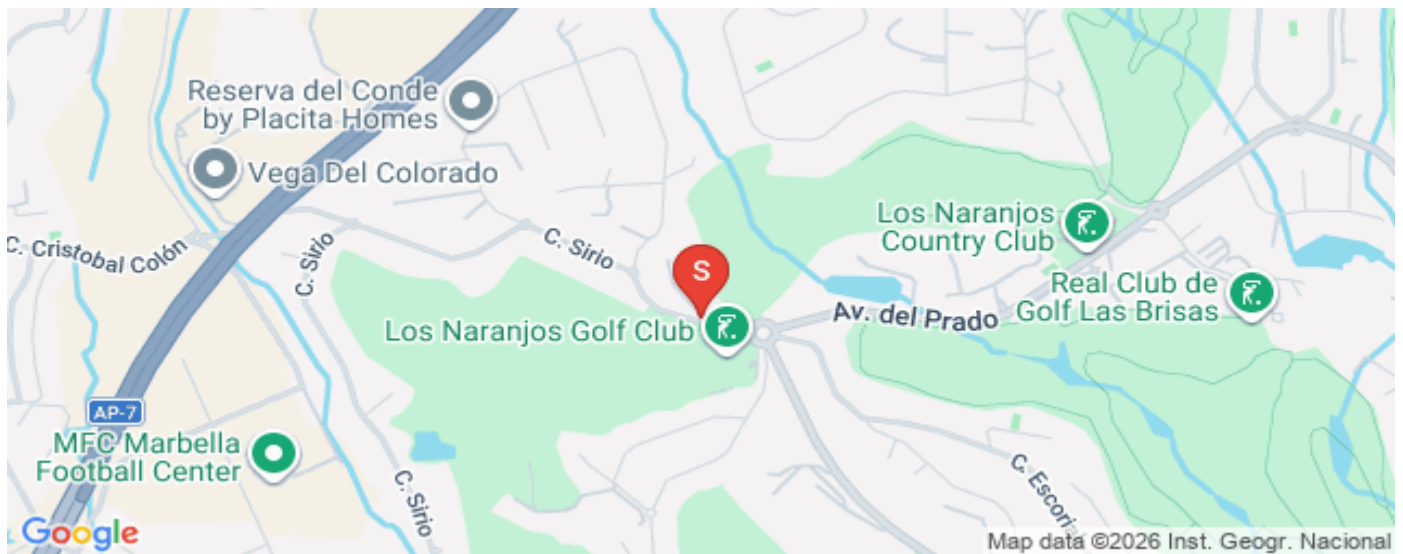 Reserva del Conde
by Placita Homes
Vega Del Colorado
C. Cristobal Colón
C. Sirio
C. Sirio
S
Los Naranjos
Country Club
Real Club de
Golf Las Brisas
Av. del Prado
Los Naranjos Golf Club
AP-7
MFC Marbella
Football Center
C. Sirio
Google
Map data ©2026 Inst. Geogr. Nacional